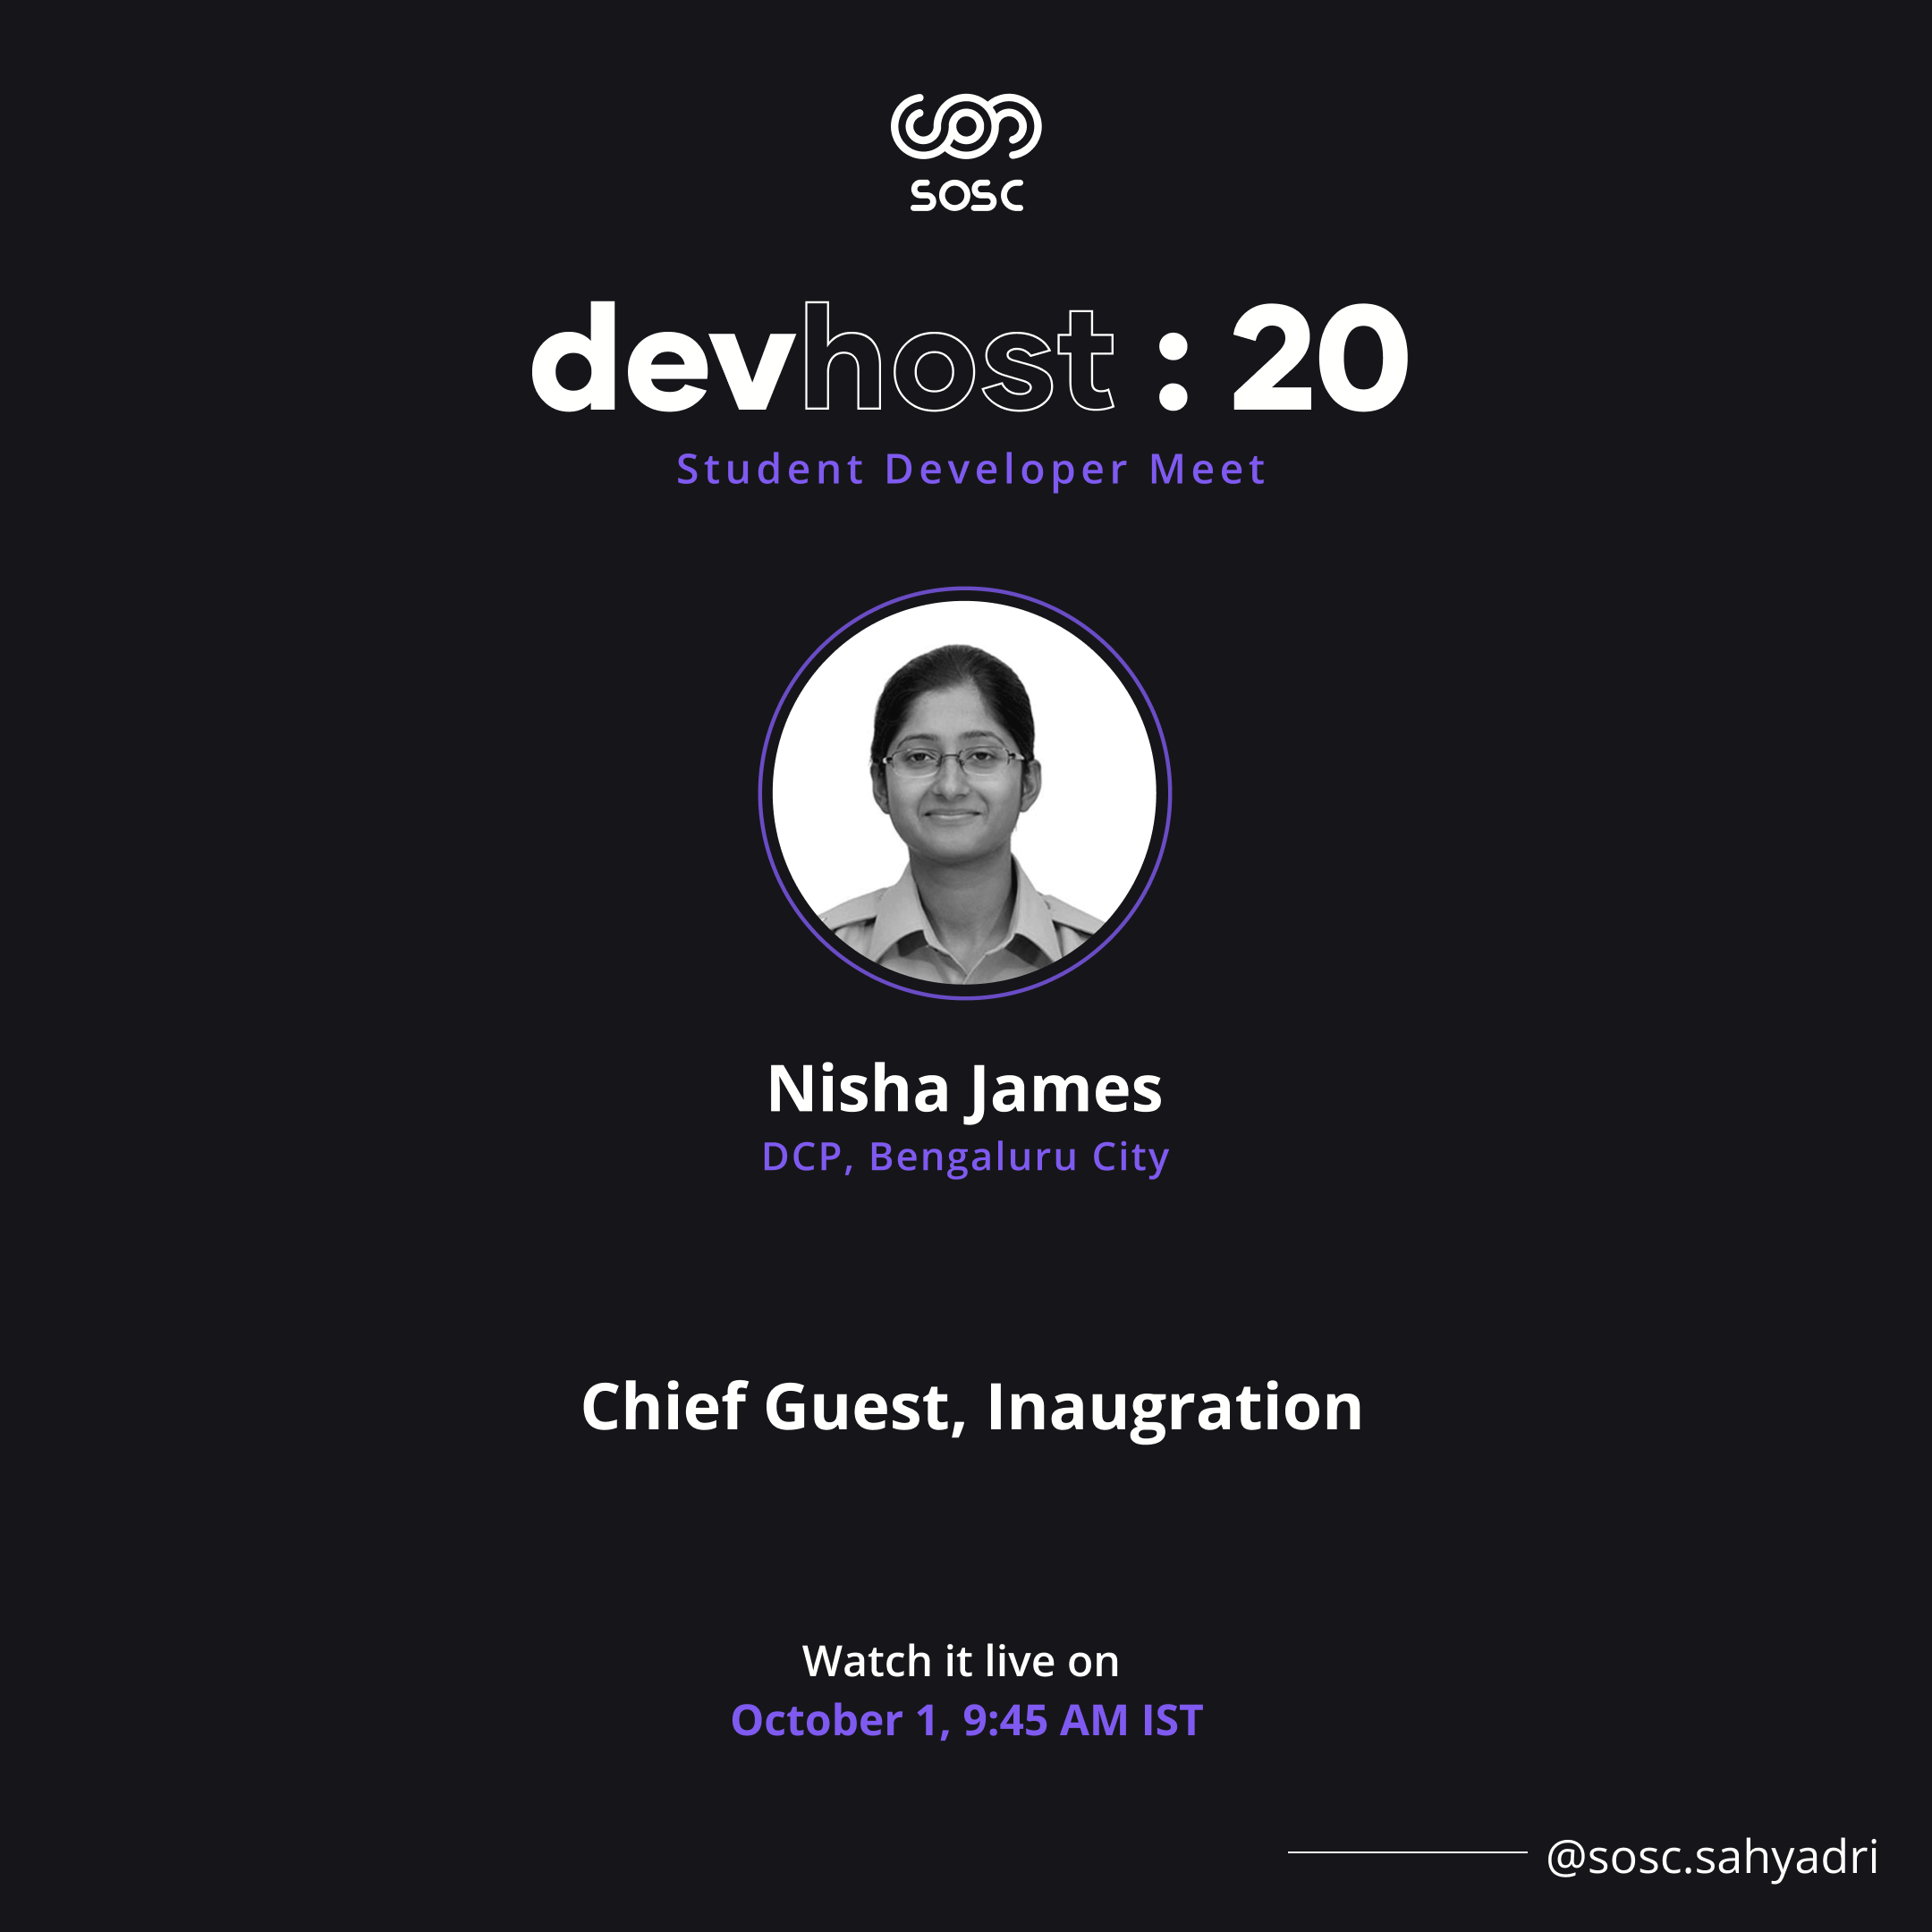 sosc
devhost : 20
Student Developer Meet
Nisha James
DCP, Bengaluru City
Chief Guest, Inaugration
Watch it live on
October 1, 9:45 AM IST
@sosc.sahyadri